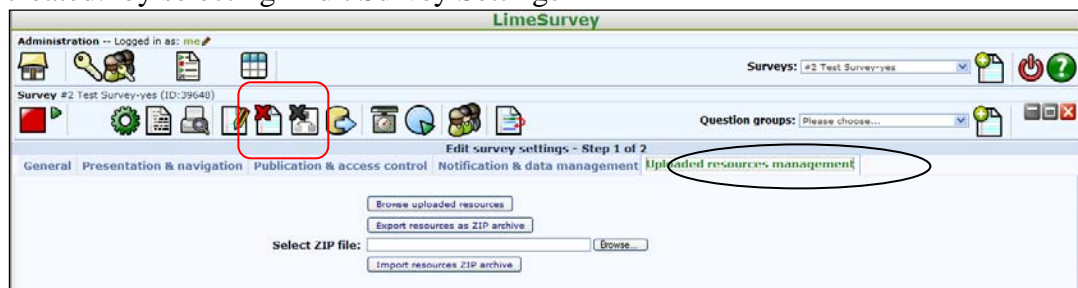 LimeSurvey
Administration -- Logged in as: me
Surveys: #2 Test Survey-yes
Survey #2 Test Survey-yes (ID:39648)
Question groups: Please choose...
Edit survey settings - Step 1 of 2
General Presentation & navigation Publication & access control Notification & data management Uploaded resources management
Browse uploaded resources
Export resources as ZIP archive
Select ZIP file: Browse...
Import resources ZIP archive